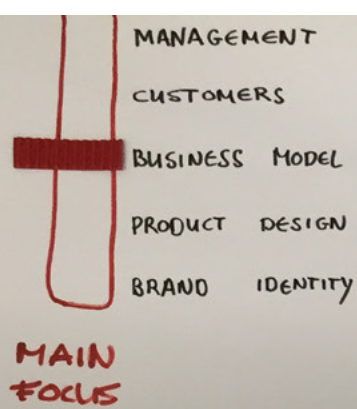 MANAGEMENT
CUSTOMERS
BUSINESS MODEL
PRODUCT DESIGN
BRAND IDENTITY
MAIN
FOCUS